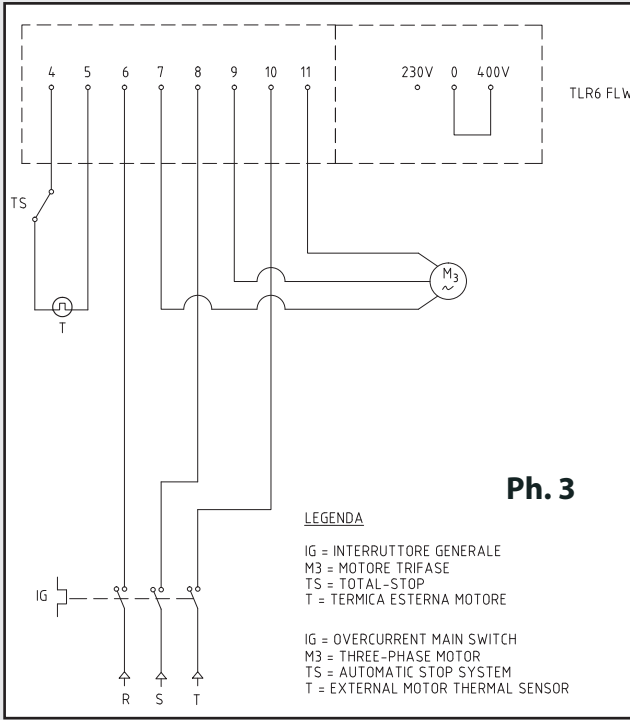 4 5 6 7 8 9 10 11 230V 0 400V
TLR6 FLW
TS
T
M3
~
Ph. 3
LEGENDA
IG = INTERRUTTORE GENERALE
M3 = MOTORE TRIFASE
TS = TOTAL-STOP
T = TERMICA ESTERNA MOTORE
IG
IG = OVERCURRENT MAIN SWITCH
M3 = THREE-PHASE MOTOR
TS = AUTOMATIC STOP SYSTEM
T = EXTERNAL MOTOR THERMAL SENSOR
R S T